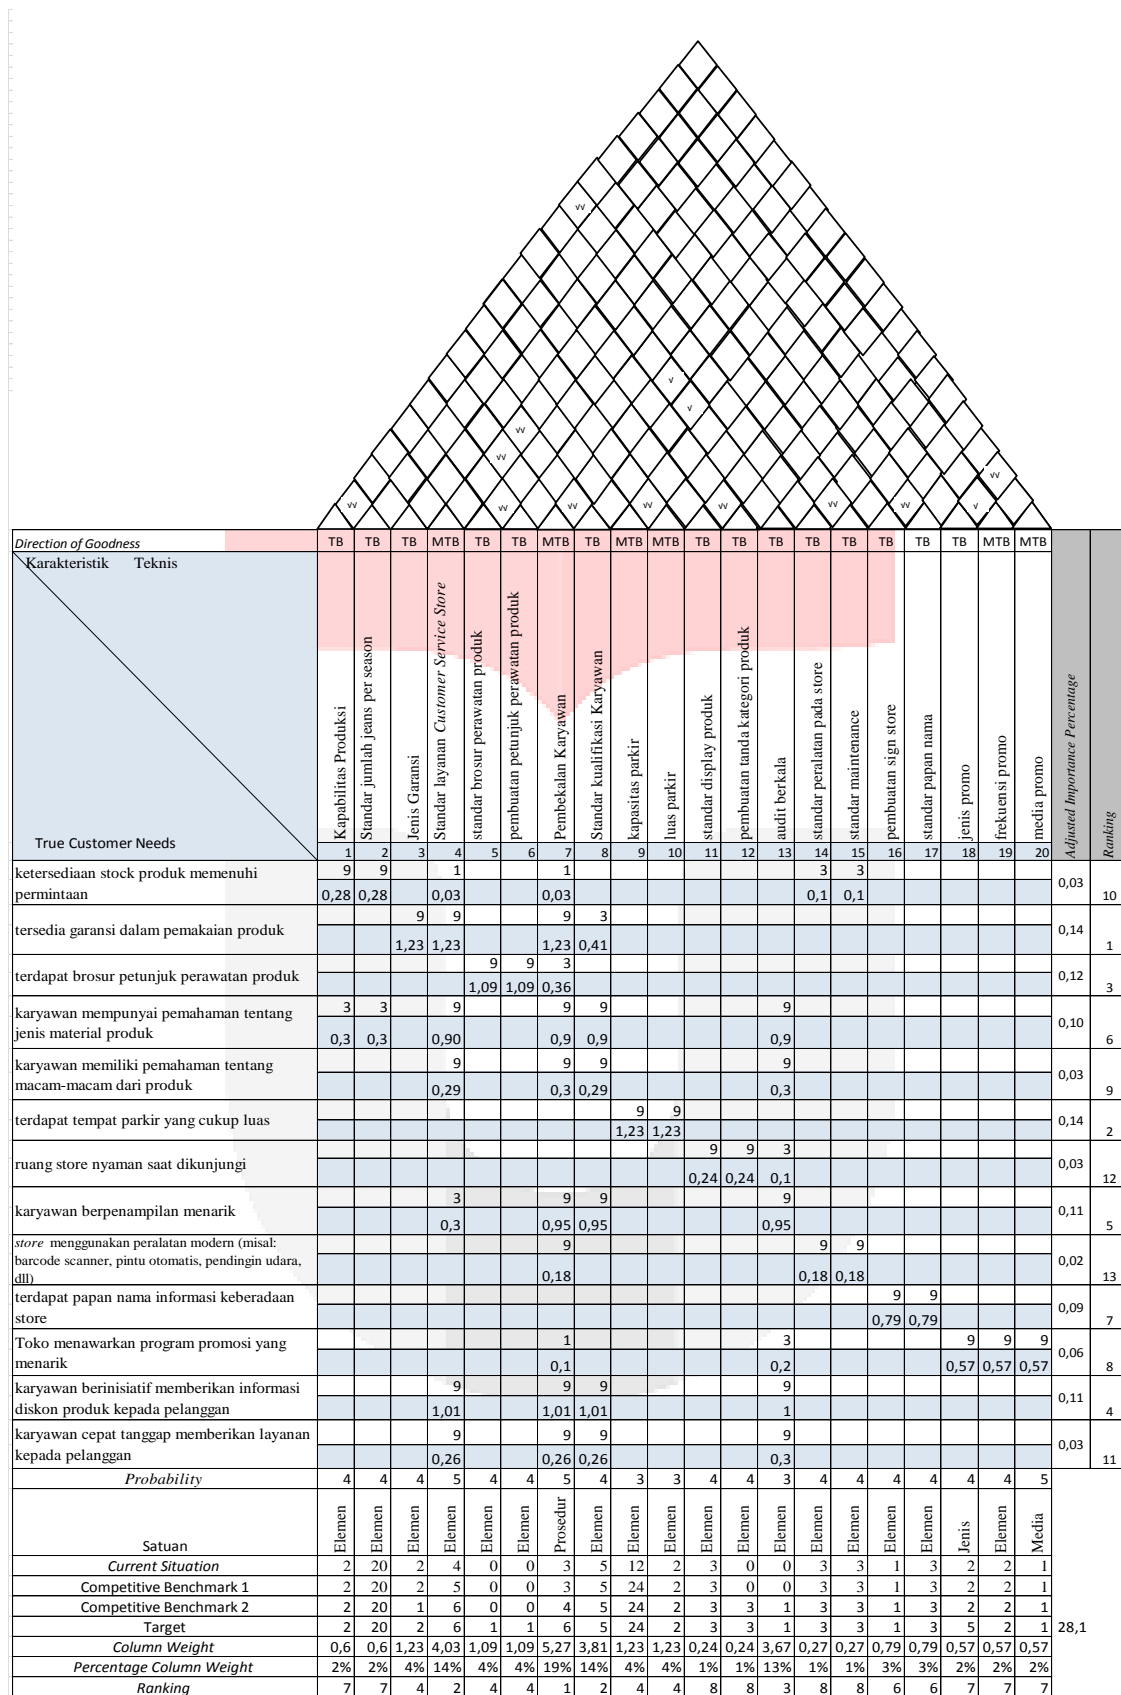 √√
√
√
√√
√√
√√
√√ √√ √√ √√ √√ √√ √√ √
Direction of Goodness TB TB TB MTB TB TB MTB TB MTB MTB TB TB TB TB TB TB TB TB MTB MTB
Karakteristik Teknis
True Customer Needs
Kapabilitas Produksi
Standar jumlah jeans per season
Jenis Garansi
Standar layanan Customer Service Store
standar brosur perawatan produk
pembuatan petunjuk perawatan produk
Pembekalan Karyawan
Standar kualifikasi Karyawan
kapasitas parkir
luas parkir
standar display produk
pembuatan tanda kategori produk
audit berkala
standar peralatan pada store
standar maintenance
pembuatan sign store
standar papan nama
jenis promo
frekuensi promo
media promo
Adjusted Importance Percentage
Ranking
1 2 3 4 5 6 7 8 9 10 11 12 13 14 15 16 17 18 19 20
ketersediaan stock produk memenuhi
permintaan
9 9 1 1 3 3
0,28 0,28 0,03 0,03 0,1 0,1
0,03 10
tersedia garansi dalam pemakaian produk
9 9 9 3
1,23 1,23 1,23 0,41
0,14 1
terdapat brosur petunjuk perawatan produk
9 9 3
1,09 1,09 0,36
0,12 3
karyawan mempunyai pemahaman tentang
jenis material produk
3 3 9 9 9 9
0,3 0,3 0,90 0,9 0,9 0,9
0,10 6
karyawan memiliki pemahaman tentang
macam-macam dari produk
9 9 9 9
0,29 0,3 0,29 0,3
0,03 9
terdapat tempat parkir yang cukup luas
9 9
1,23 1,23
0,14 2
ruang store nyaman saat dikunjungi
9 9 3
0,24 0,24 0,1
0,03 12
karyawan berpenampilan menarik
3 9 9 9
0,3 0,95 0,95 0,95
0,11 5
store menggunakan peralatan modern (misal:
barcode scanner, pintu otomatis, pendingin udara,
dll)
9 9 9
0,18 0,18 0,18
0,02 13
terdapat papan nama informasi keberadaan
store
9 9
0,79 0,79
0,09 7
Toko menawarkan program promosi yang
menarik
1 3 9 9 9
0,1 0,2 0,57 0,57 0,57
0,06 8
karyawan berinisiatif memberikan informasi
diskon produk kepada pelanggan
9 9 9 9
1,01 1,01 1,01 1
0,11 4
karyawan cepat tanggap memberikan layanan
kepada pelanggan
9 9 9 9
0,26 0,26 0,26 0,3
0,03 11
Probability 4 4 4 5 4 4 5 4 3 3 4 4 3 4 4 4 4 4 4 5
Satuan Elemen Elemen Elemen Elemen Elemen Elemen Prosedur Elemen Elemen Elemen Elemen Elemen Elemen Elemen Elemen Elemen Elemen Jenis Elemen Media
Current Situation 2 20 2 4 0 0 3 5 12 2 3 0 0 3 3 1 3 2 2 1
Competitive Benchmark 1 2 20 2 5 0 0 3 5 24 2 3 0 0 3 3 1 3 2 2 1
Competitive Benchmark 2 2 20 1 6 0 0 4 5 24 2 3 3 1 3 3 1 3 2 2 1
Target 2 20 2 6 1 1 6 5 24 2 3 3 1 3 3 1 3 5 2 1 28,1
Column Weight 0,6 0,6 1,23 4,03 1,09 1,09 5,27 3,81 1,23 1,23 0,24 0,24 3,67 0,27 0,27 0,79 0,79 0,57 0,57 0,57
Percentage Column Weight 2% 2% 4% 14% 4% 4% 19% 14% 4% 4% 1% 1% 13% 1% 1% 3% 3% 2% 2% 2%
Ranking 7 7 4 2 4 4 1 2 4 4 8 8 3 8 8 6 6 7 7 7